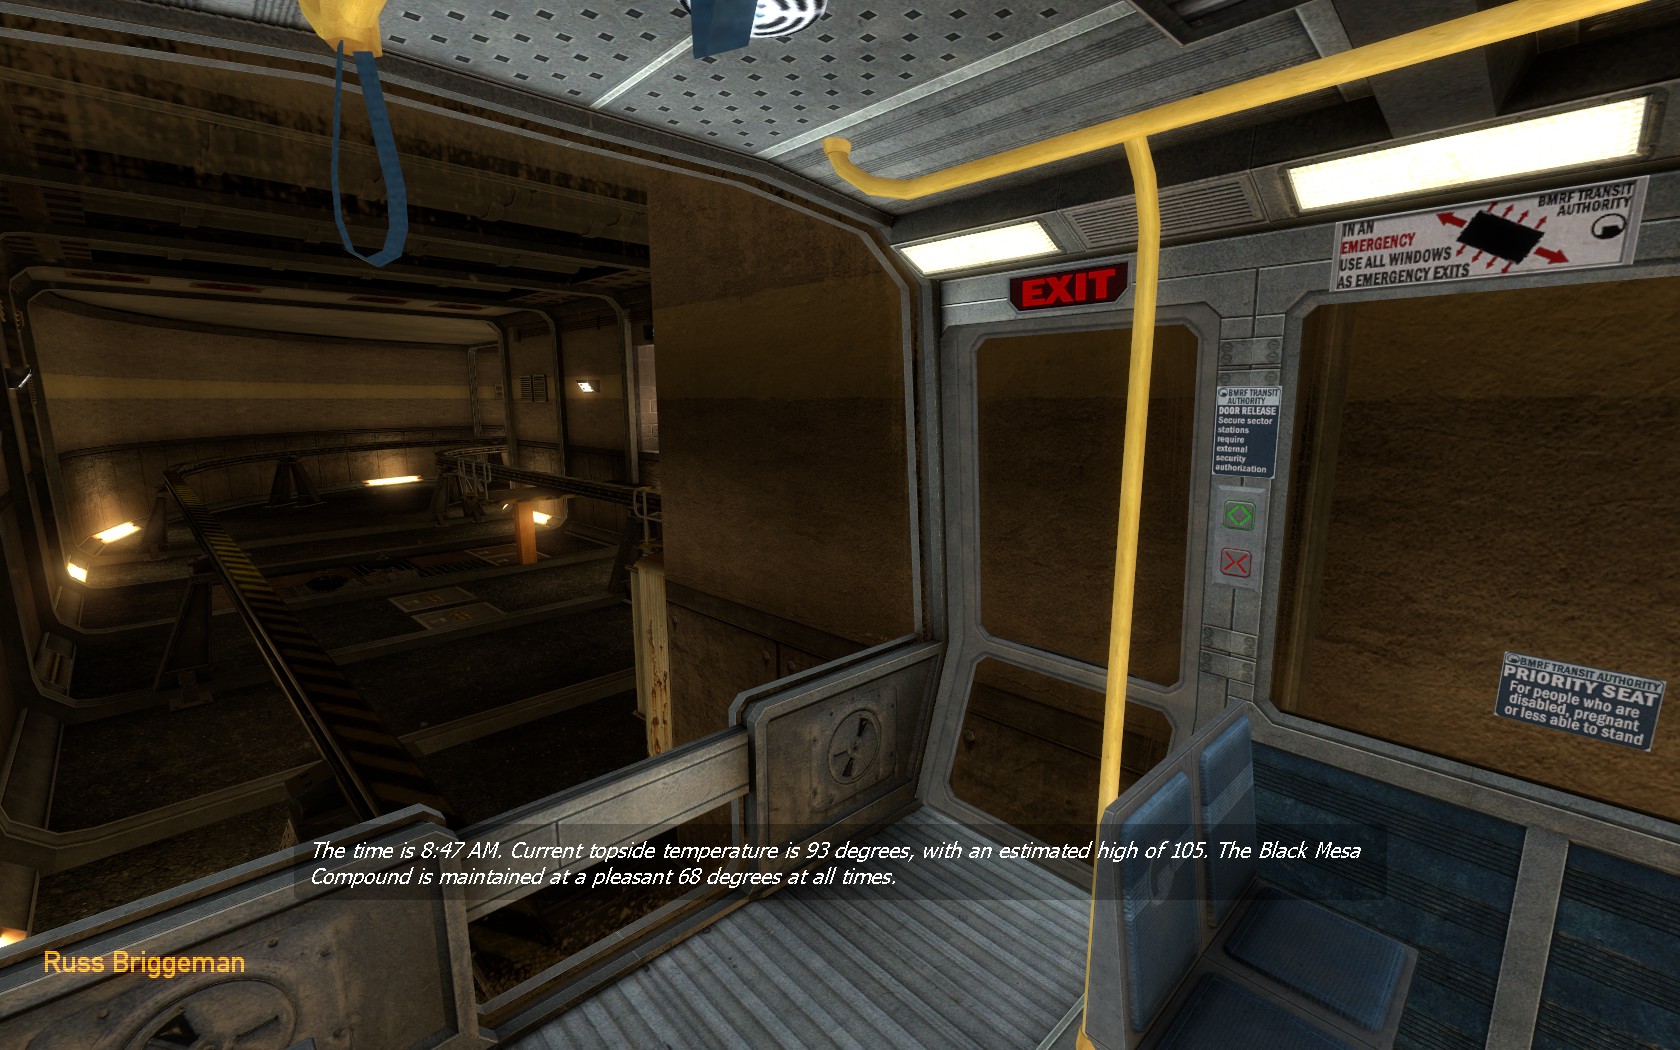 BMRF TRANSIT
AUTHORITY
IN AN
EMERGENCY
USE ALL WINDOWS
AS EMERGENCY EXITS
EXIT
BMRF TRANSIT
AUTHORITY
DOOR RELEASE
Secure sector
stations
require
external
security
authorization
BMRF TRANSIT AUTHORITY
PRIORITY SEAT
For people who are
disabled, pregnant
or less able to stand
The time is 8:47 AM. Current topside temperature is 93 degrees, with an estimated high of 105. The Black Mesa
Compound is maintained at a pleasant 68 degrees at all times.
Russ Briggeman